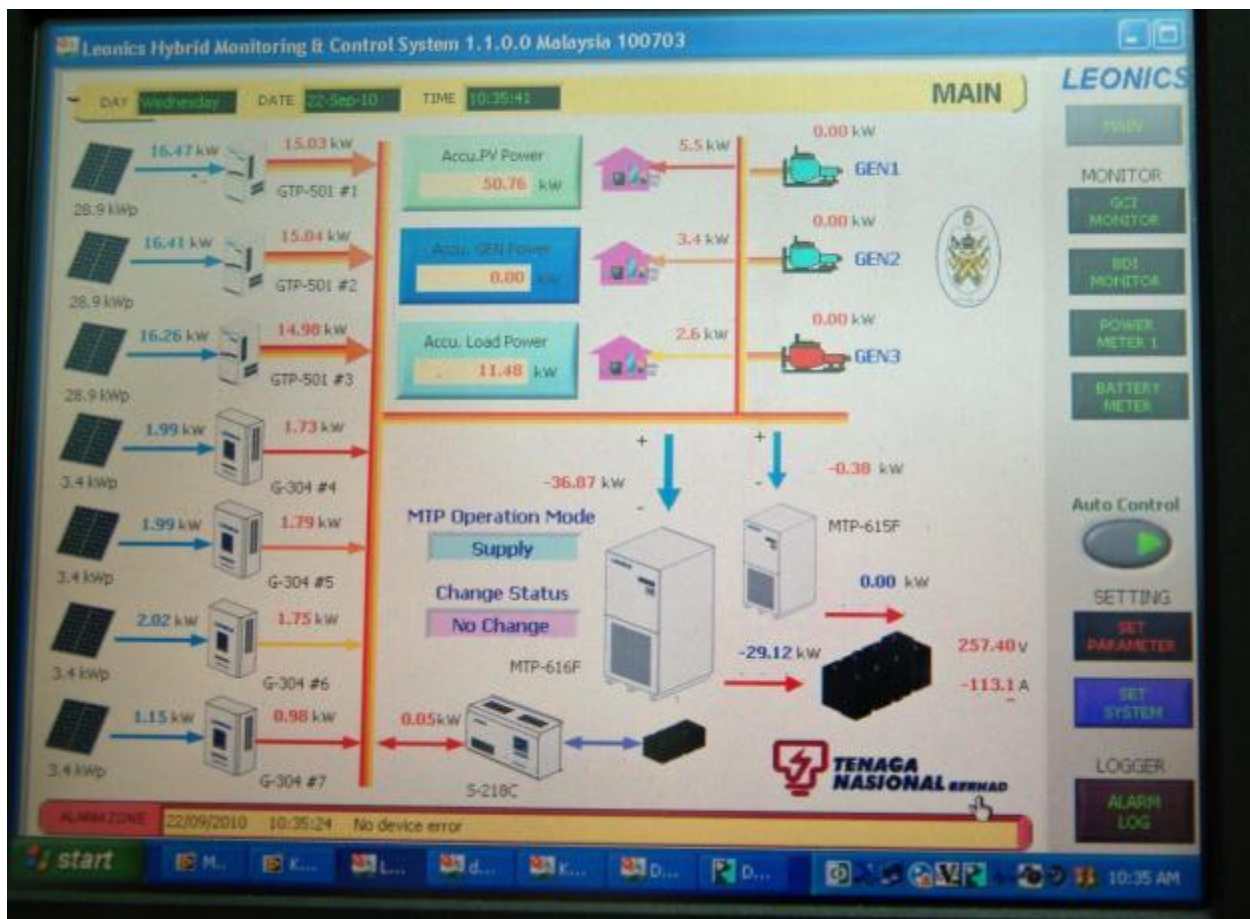 Leonics Hybrid Monitoring & Control System 1.1.0.0 Malaysia 100703
DAY Wednesday DATE 22-Sep-10 TIME 10:35:41 MAIN
LEONICS
MAIN
MONITOR
GCI MONITOR
BDI MONITOR
POWER METER 1
BATTERY METER
Auto Control
SETTING
SET PARAMETER
SET SYSTEM
LOGGER
ALARM LOG
16.47 kW 15.03 kW
GTP-501 #1
28.9 kWp
16.41 kW 15.04 kW
GTP-501 #2
28.9 kWp
16.26 kW 14.98 kW
GTP-501 #3
28.9 kWp
1.99 kW 1.73 kW
3.4 kWp
G-304 #4
1.99 kW 1.79 kW
3.4 kWp
G-304 #5
2.02 kW 1.75 kW
3.4 kWp
G-304 #6
1.15 kW 0.98 kW
3.4 kWp
G-304 #7
Accu.PV Power
50.76 kW
Accu. GEN Power
0.00 kW
Accu. Load Power
11.48 kW
5.5 kW
3.4 kW
2.6 kW
0.00 kW
GEN1
0.00 kW
GEN2
0.00 kW
GEN3
+ +
-36.87 kW - -0.38 kW
-
MTP Operation Mode
Supply
Change Status
No Change
MTP-616F
MTP-615F
0.00 kW
-29.12 kW
257.40 V
-113.1 A
0.05kW
S-218C
TENAGA
NASIONAL BERHAD
ALARM ZONE 22/09/2010 10:35:24 No device error
start M... K... L... d... K... D... D... 10:35 AM